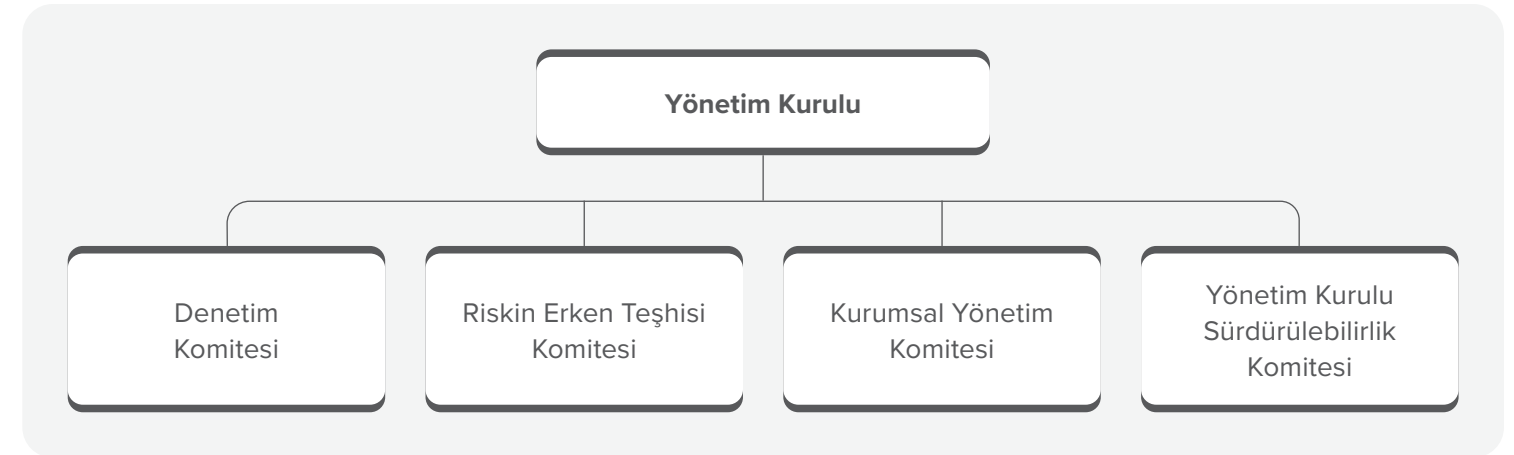 Yönetim Kurulu
Denetim
Komitesi
Riskin Erken Teşhisi
Komitesi
Kurumsal Yönetim
Komitesi
Yönetim Kurulu
Sürdürülebilirlik
Komitesi